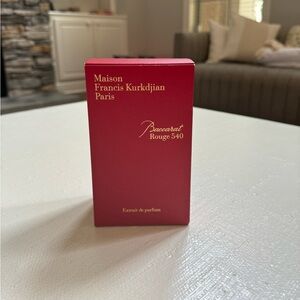 Maison
Francis Kurkdjian
Paris
Baccarat
Rouge 540
Extrait de parfum